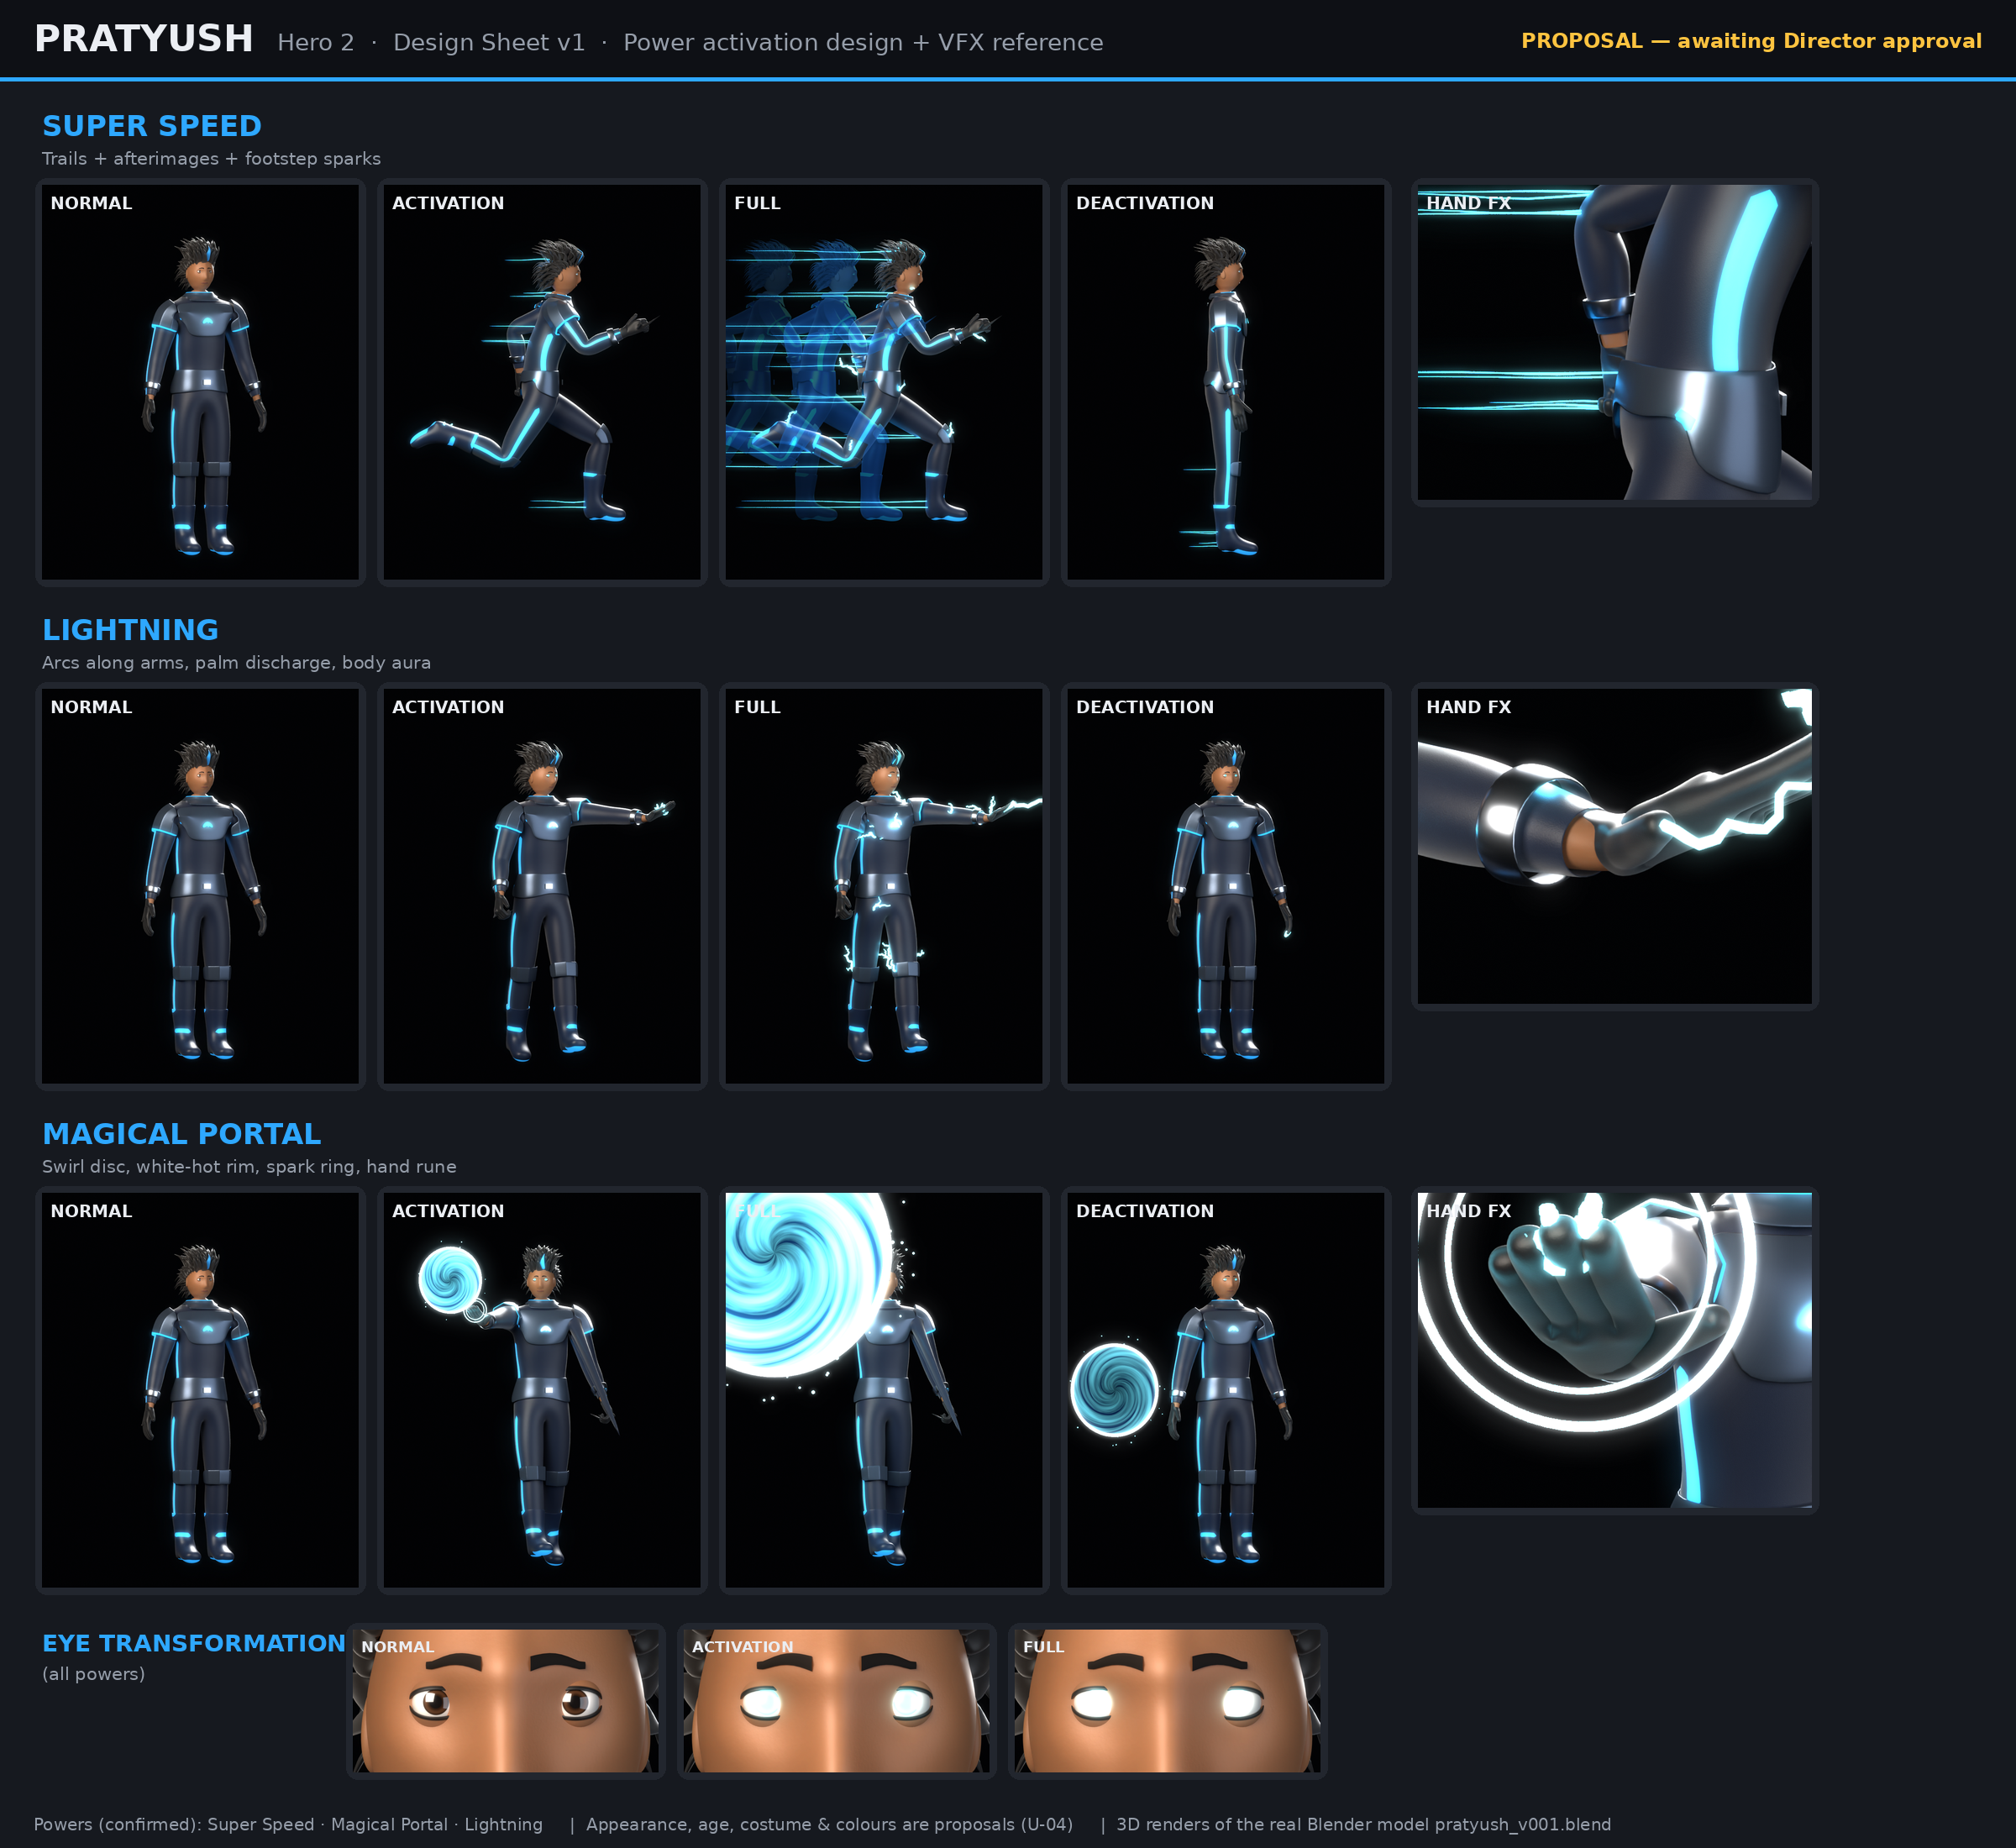 PRATYUSH Hero 2 · Design Sheet v1 · Power activation design + VFX reference PROPOSAL — awaiting Director approval
SUPER SPEED
Trails + afterimages + footstep sparks
NORMAL ACTIVATION FULL DEACTIVATION HAND FX
LIGHTNING
Arcs along arms, palm discharge, body aura
NORMAL ACTIVATION FULL DEACTIVATION HAND FX
MAGICAL PORTAL
Swirl disc, white-hot rim, spark ring, hand rune
NORMAL ACTIVATION FULL DEACTIVATION HAND FX
EYE TRANSFORMATION NORMAL ACTIVATION FULL
(all powers)
Powers (confirmed): Super Speed · Magical Portal · Lightning | Appearance, age, costume & colours are proposals (U-04) | 3D renders of the real Blender model pratyush_v001.blend